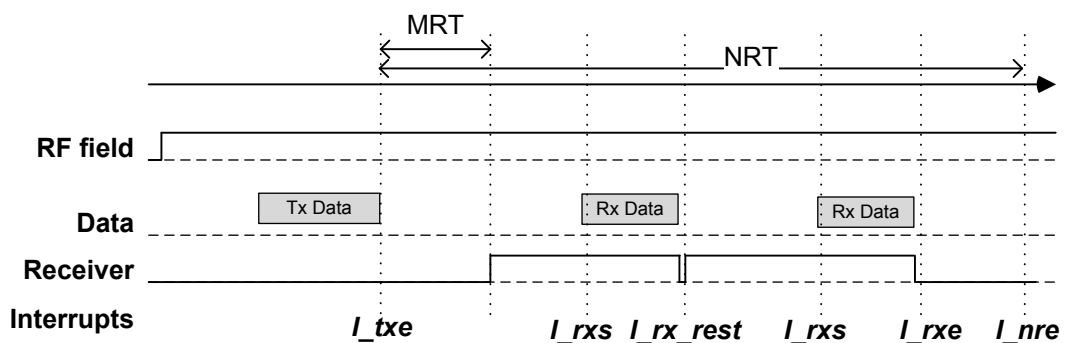 MRT
NRT
RF field
Tx Data
Rx Data
Rx Data
Data
Receiver
Interrupts
I_txe
I_rxs
I_rx_rest
I_rxs
I_rxe
I_nre